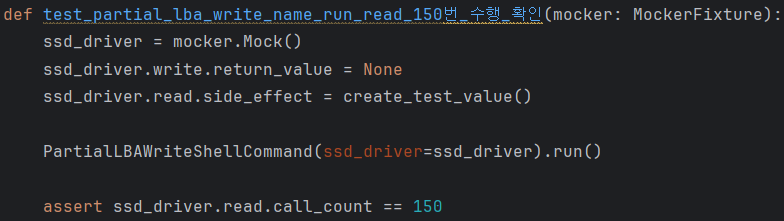 def test_partial_lba_write_name_run_read_150번_수행_확인(mocker: MockerFixture):
    ssd_driver = mocker.Mock()
    ssd_driver.write.return_value = None
    ssd_driver.read.side_effect = create_test_value()

    PartialLBAWriteShellCommand(ssd_driver=ssd_driver).run()

    assert ssd_driver.read.call_count == 150